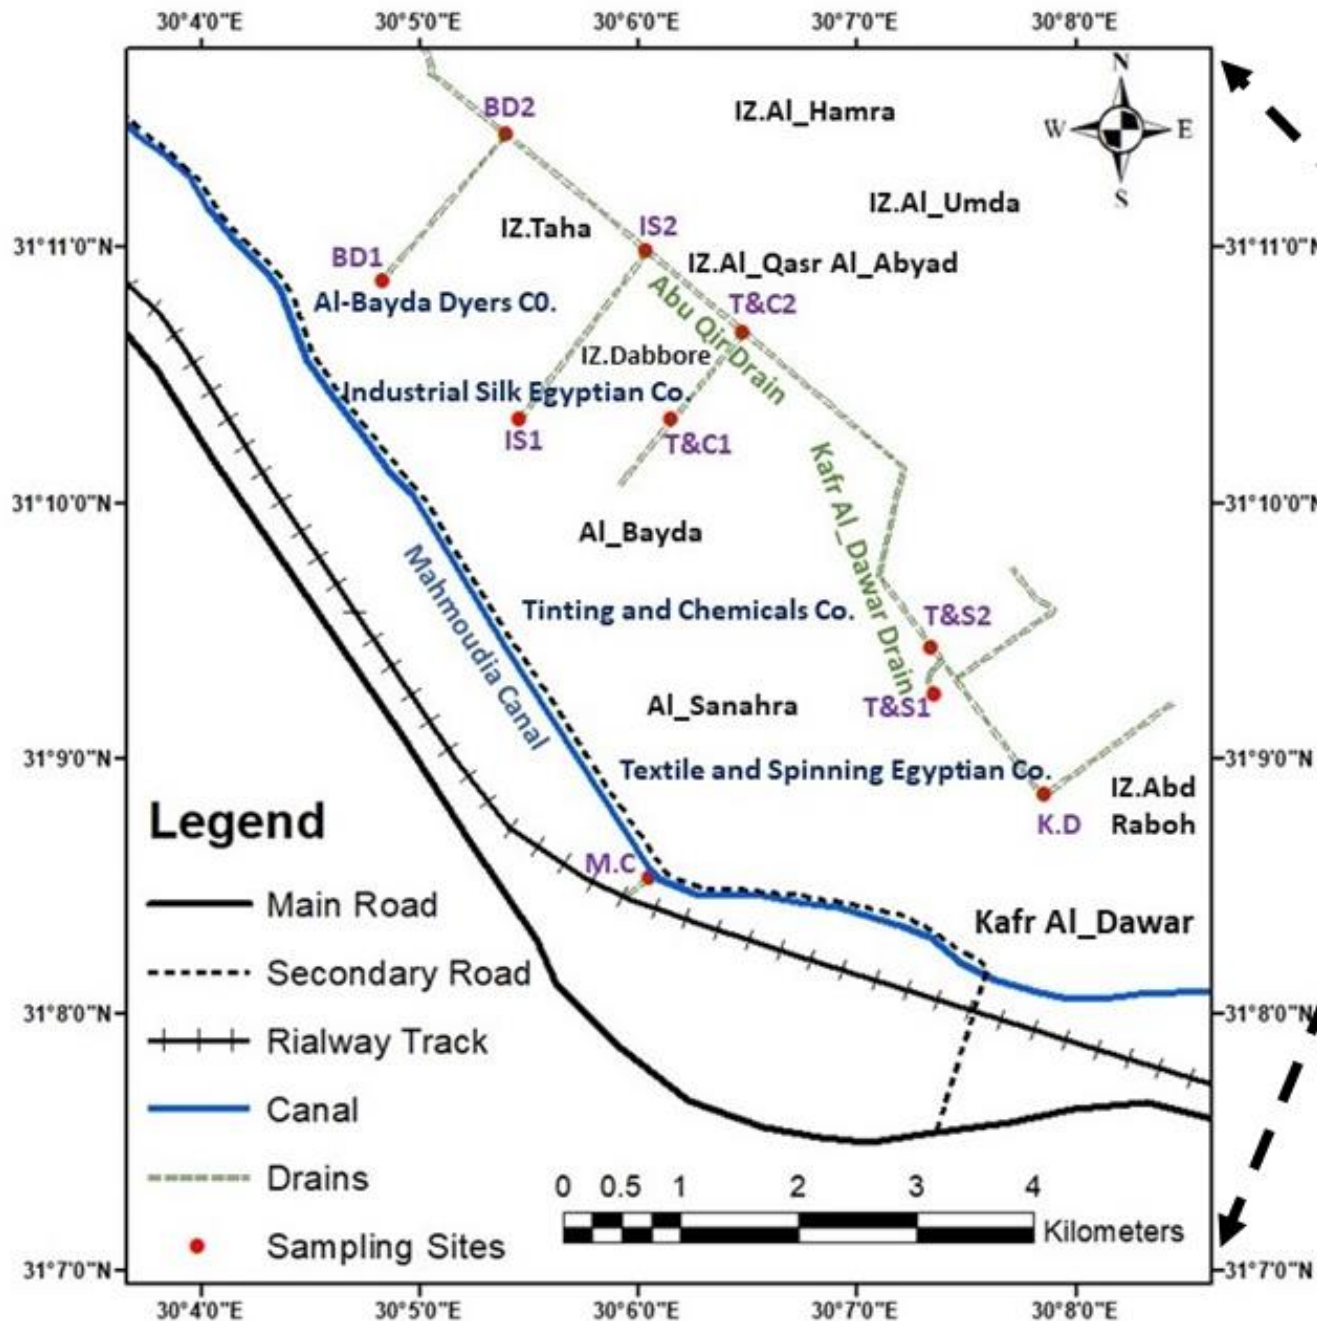 30°4'0"E 30°5'0"E 30°6'0"E 30°7'0"E 30°8'0"E
N
W E
S
BD2
IZ.Al_Hamra
IZ.Al_Umda
IZ.Taha
IS2
31°11'0"N 31°11'0"N
BD1
IZ.Al_Qasr Al_Abyad
Al-Bayda Dyers C0.
T&C2
Abu Qir Drain
IZ.Dabbore
Industrial Silk Egyptian Co.
IS1
T&C1
Kafr Al_Dawar Drain
31°10'0"N 31°10'0"N
Al_Bayda
Mahmoudia Canal
Tinting and Chemicals Co.
T&S2
Al_Sanahra
T&S1
31°9'0"N 31°9'0"N
Textile and Spinning Egyptian Co.
IZ.Abd
Raboh
K.D
M.C
Kafr Al_Dawar
Legend
Main Road
Secondary Road
Rialway Track
Canal
Drains
Sampling Sites
31°8'0"N 31°8'0"N
0 0.5 1 2 3 4
Kilometers
31°7'0"N 31°7'0"N
30°4'0"E 30°5'0"E 30°6'0"E 30°7'0"E 30°8'0"E